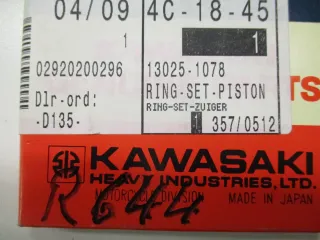 04/09 4C-18-45
1 1
02920200296 13025-1078
Dlr-ord: RING-SET-PISTON
RING-SET-ZUIGER
-D135- 1 357/0512
TS
KAWASAKI
HEAVY INDUSTRIES, LTD.
MOTORCYCLE DIVISION MADE IN JAPAN
R644